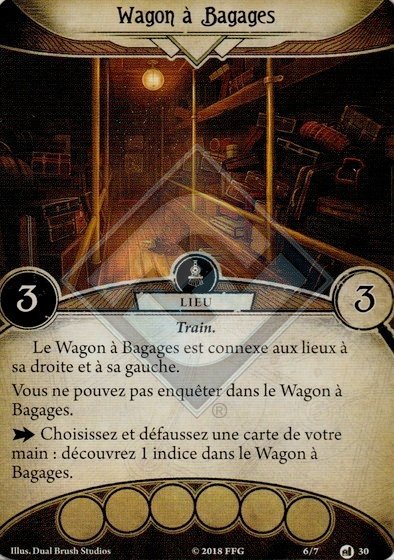 Wagon à Bagages
3
LIEU
3
Train.
Le Wagon à Bagages est connexe aux lieux à
sa droite et à sa gauche.
Vous ne pouvez pas enquêter dans le Wagon à
Bagages.
Choisissez et défaussez une carte de votre
main : découvrez 1 indice dans le Wagon à
Bagages.
Illus. Dual Brush Studios © 2018 FFG 6/7 30